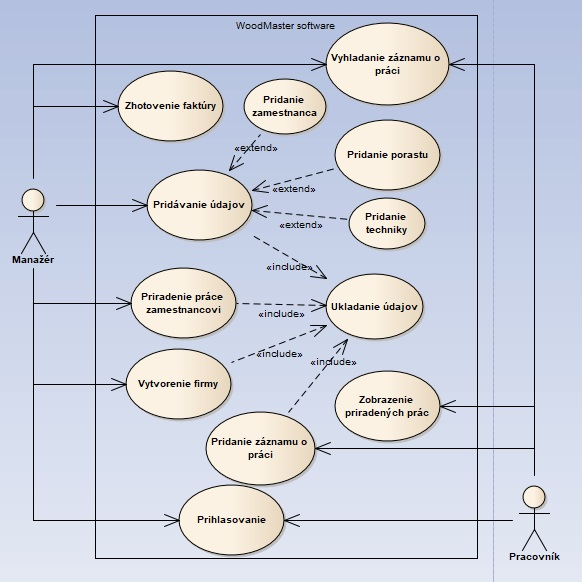 WoodMaster software
Vyhladanie záznamu o
práci
Zhotovenie faktúry
Pridanie
zamestnanca
«extend»
Pridanie porastu
«extend»
Pridávanie údajov
Pridanie
techniky
«extend»
Manažér
«include»
Priradenie práce
zamestnancovi
«include»
Ukladanie údajov
«include»
«include»
Vytvorenie firmy
Zobrazenie
priradených prác
Pridanie záznamu o
práci
Prihlasovanie
Pracovník